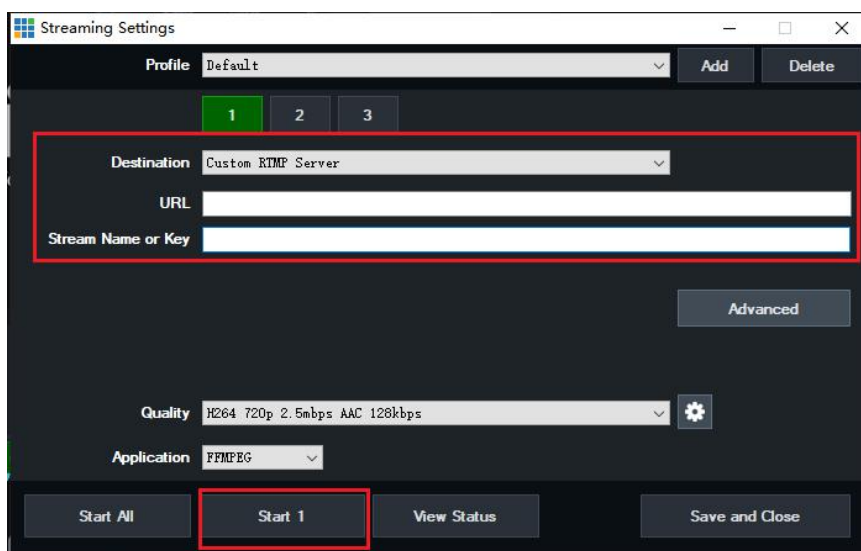 Streaming Settings
Profile Default Add Delete
1 2 3
Destination Custom RTMP Server
URL
Stream Name or Key
Advanced
Quality H264 720p 2.5mbps AAC 128kbps
Application FFMPEG
Start All Start 1 View Status Save and Close